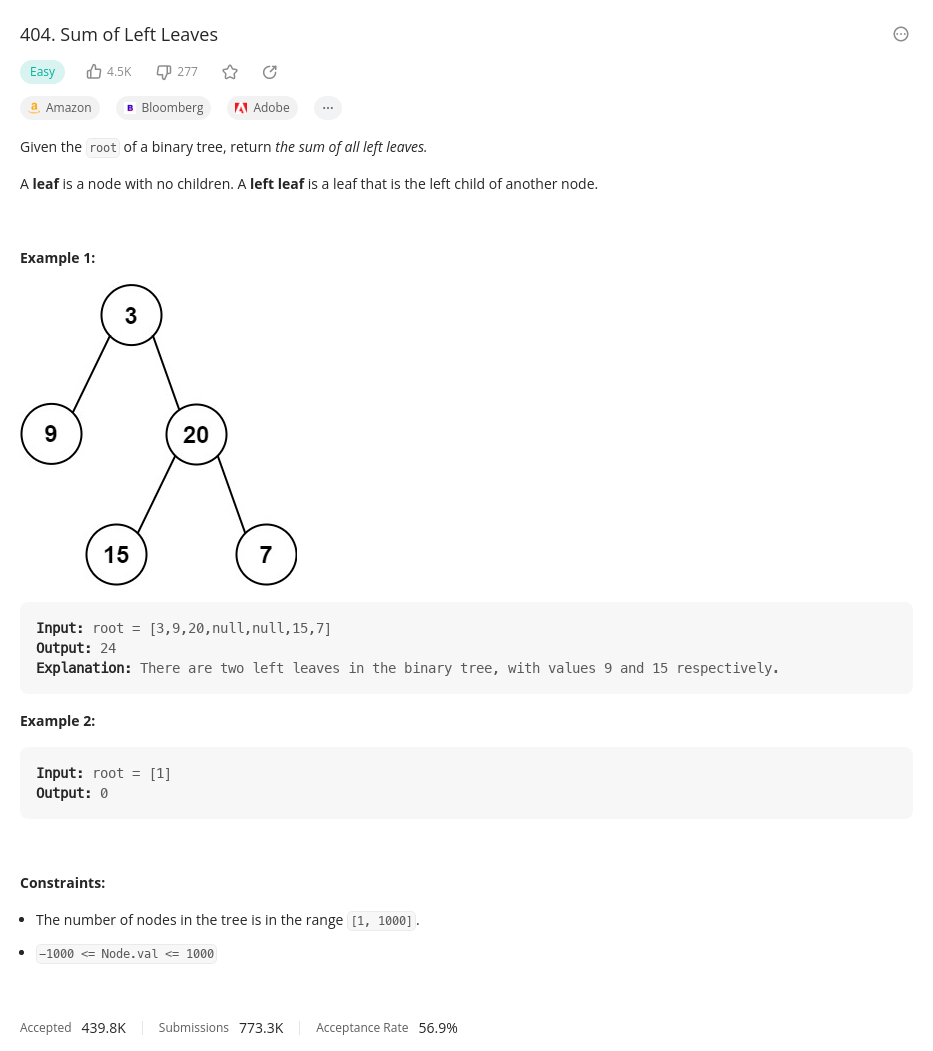 404. Sum of Left Leaves
Easy 4.5K 277
Amazon Bloomberg Adobe ...
Given the root of a binary tree, return the sum of all left leaves.
A leaf is a node with no children. A left leaf is a leaf that is the left child of another node.
Example 1:
3
9 20
15 7
Input: root = [3,9,20,null,null,15,7]
Output: 24
Explanation: There are two left leaves in the binary tree, with values 9 and 15 respectively.
Example 2:
Input: root = [1]
Output: 0
Constraints:
• The number of nodes in the tree is in the range [1, 1000].
• -1000 <= Node.val <= 1000
Accepted 439.8K Submissions 773.3K Acceptance Rate 56.9%